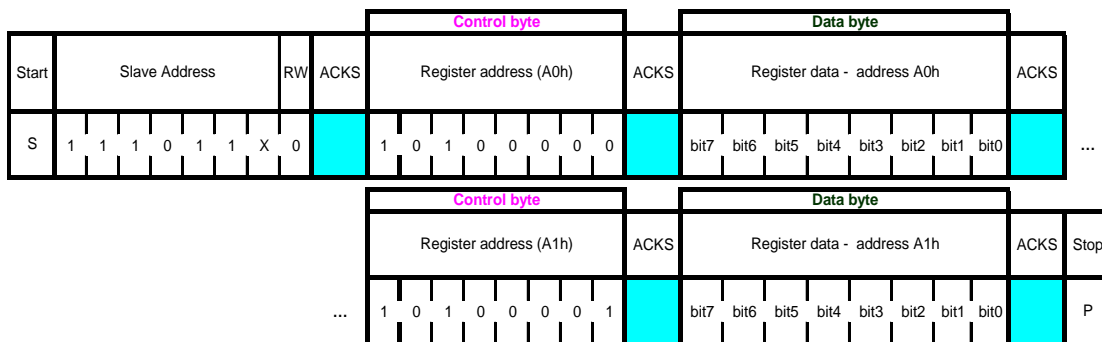 Control byte Data byte
Start Slave Address RW ACKS Register address (A0h) ACKS Register data - address A0h ACKS
S 1 1 1 0 1 1 X 0 1 0 1 0 0 0 0 0 bit7 bit6 bit5 bit4 bit3 bit2 bit1 bit0 ...
Control byte Data byte
Register address (A1h) ACKS Register data - address A1h ACKS Stop
... 1 0 1 0 0 0 0 1 bit7 bit6 bit5 bit4 bit3 bit2 bit1 bit0 P